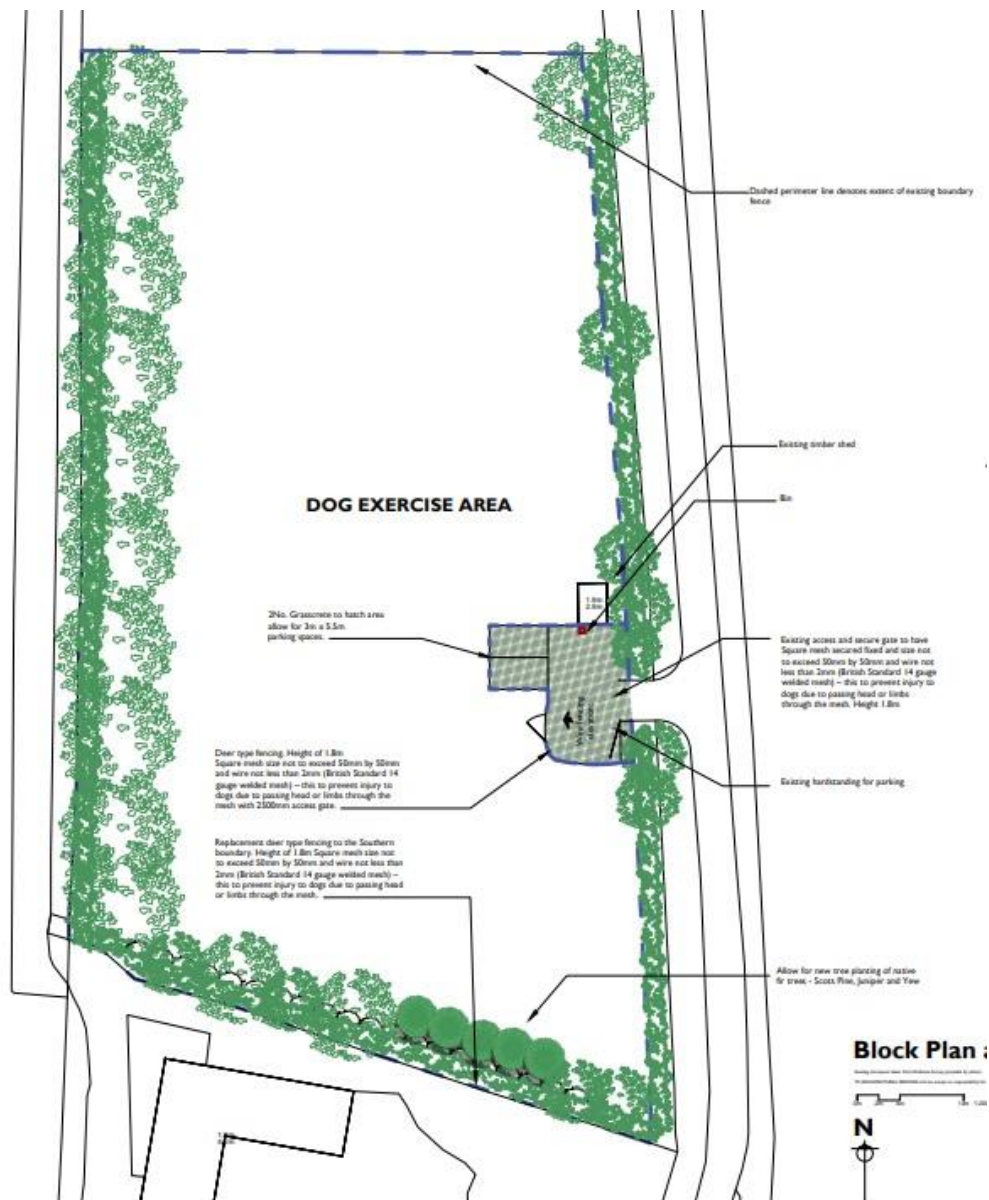 Dashed perimeter line denotes extent of existing boundary
fence
Existing timber shed
Bin
DOG EXERCISE AREA
2No. Grasscrete to hatch area
allow for 3m x 5.5m
parking spaces.
Existing access and secure gate to have
Square mesh secured fixed and size not
to exceed 50mm by 50mm and wire not
less than 2mm (British Standard 14 gauge
welded mesh) – this to prevent injury to
dogs due to passing head or limbs
through the mesh. Height 1.8m
Deer type fencing. Height of 1.8m
Square mesh size not to exceed 50mm by 50mm
and wire not less than 2mm (British Standard 14
gauge welded mesh) – this to prevent injury to
dogs due to passing head or limbs through the
mesh with 2500mm access gate.
Existing hardstanding for parking
Replacement deer type fencing to the Southern
boundary. Height of 1.8m Square mesh size not
to exceed 50mm by 50mm and wire not less than
2mm (British Standard 14 gauge welded mesh) –
this to prevent injury to dogs due to passing head
or limbs through the mesh.
Allow for new tree planting of native
fir trees - Scott Pine, Juniper and Yew
Block Plan a
N